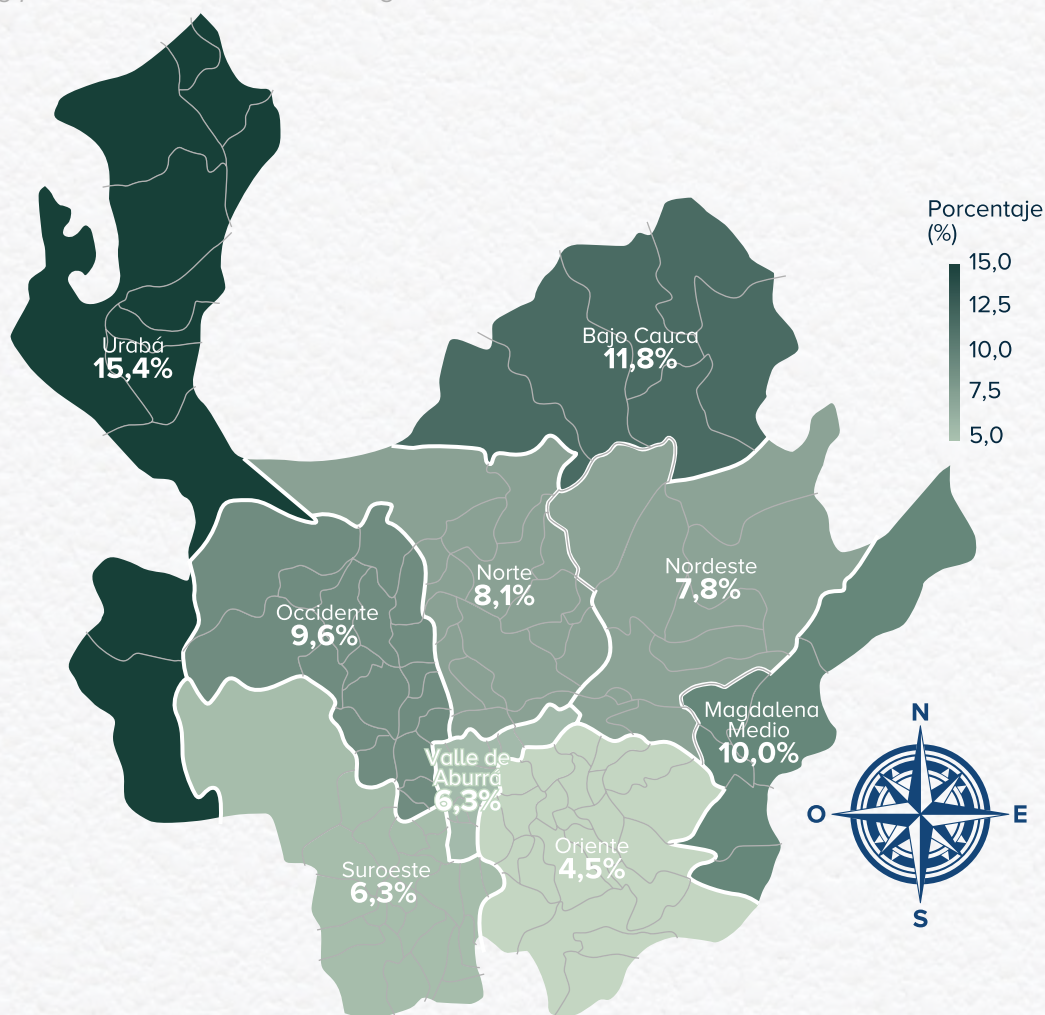 Porcentaje
(%)
15,0
12,5
10,0
7,5
5,0
Urabá
15,4%
Bajo Cauca
11,8%
Norte
8,1%
Nordeste
7,8%
Occidente
9,6%
Magdalena
Medio
10,0%
Valle de
Aburrá
6,3%
Suroeste
6,3%
Oriente
4,5%
N
O
E
S